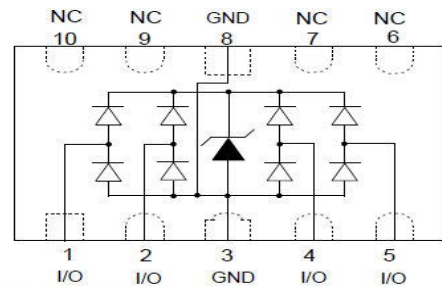 NC NC GND NC NC
10 9 8 7 6
1 2 3 4 5
I/O I/O GND I/O I/O